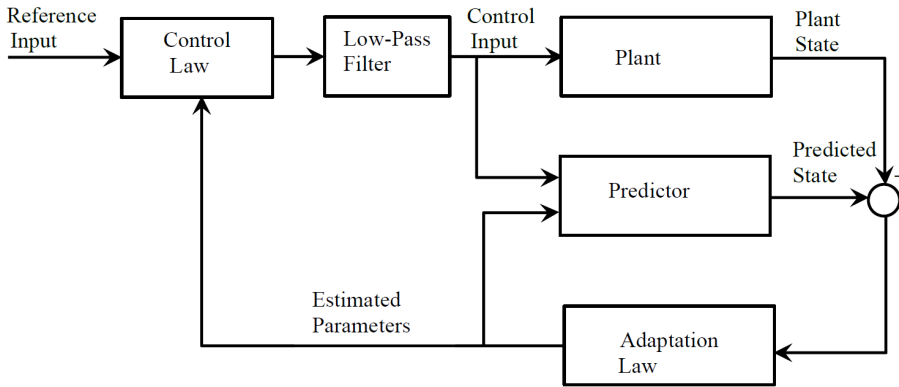 Reference
Input
Control
Law
Low-Pass
Filter
Control
Input
Plant
Plant
State
Predictor
Predicted
State
-
Estimated
Parameters
Adaptation
Law